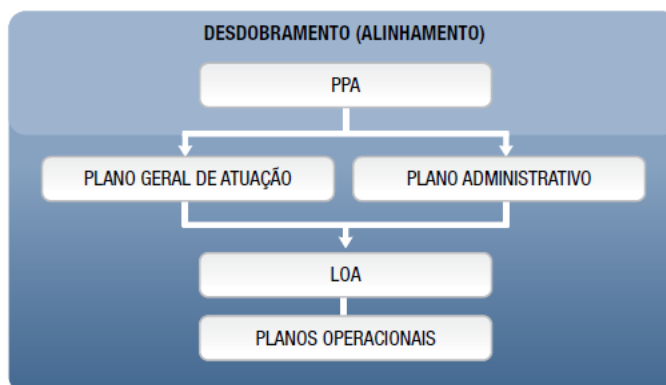 DESDOBRAMENTO (ALINHAMENTO)
PPA
PLANO GERAL DE ATUAÇÃO
PLANO ADMINISTRATIVO
LOA
PLANOS OPERACIONAIS